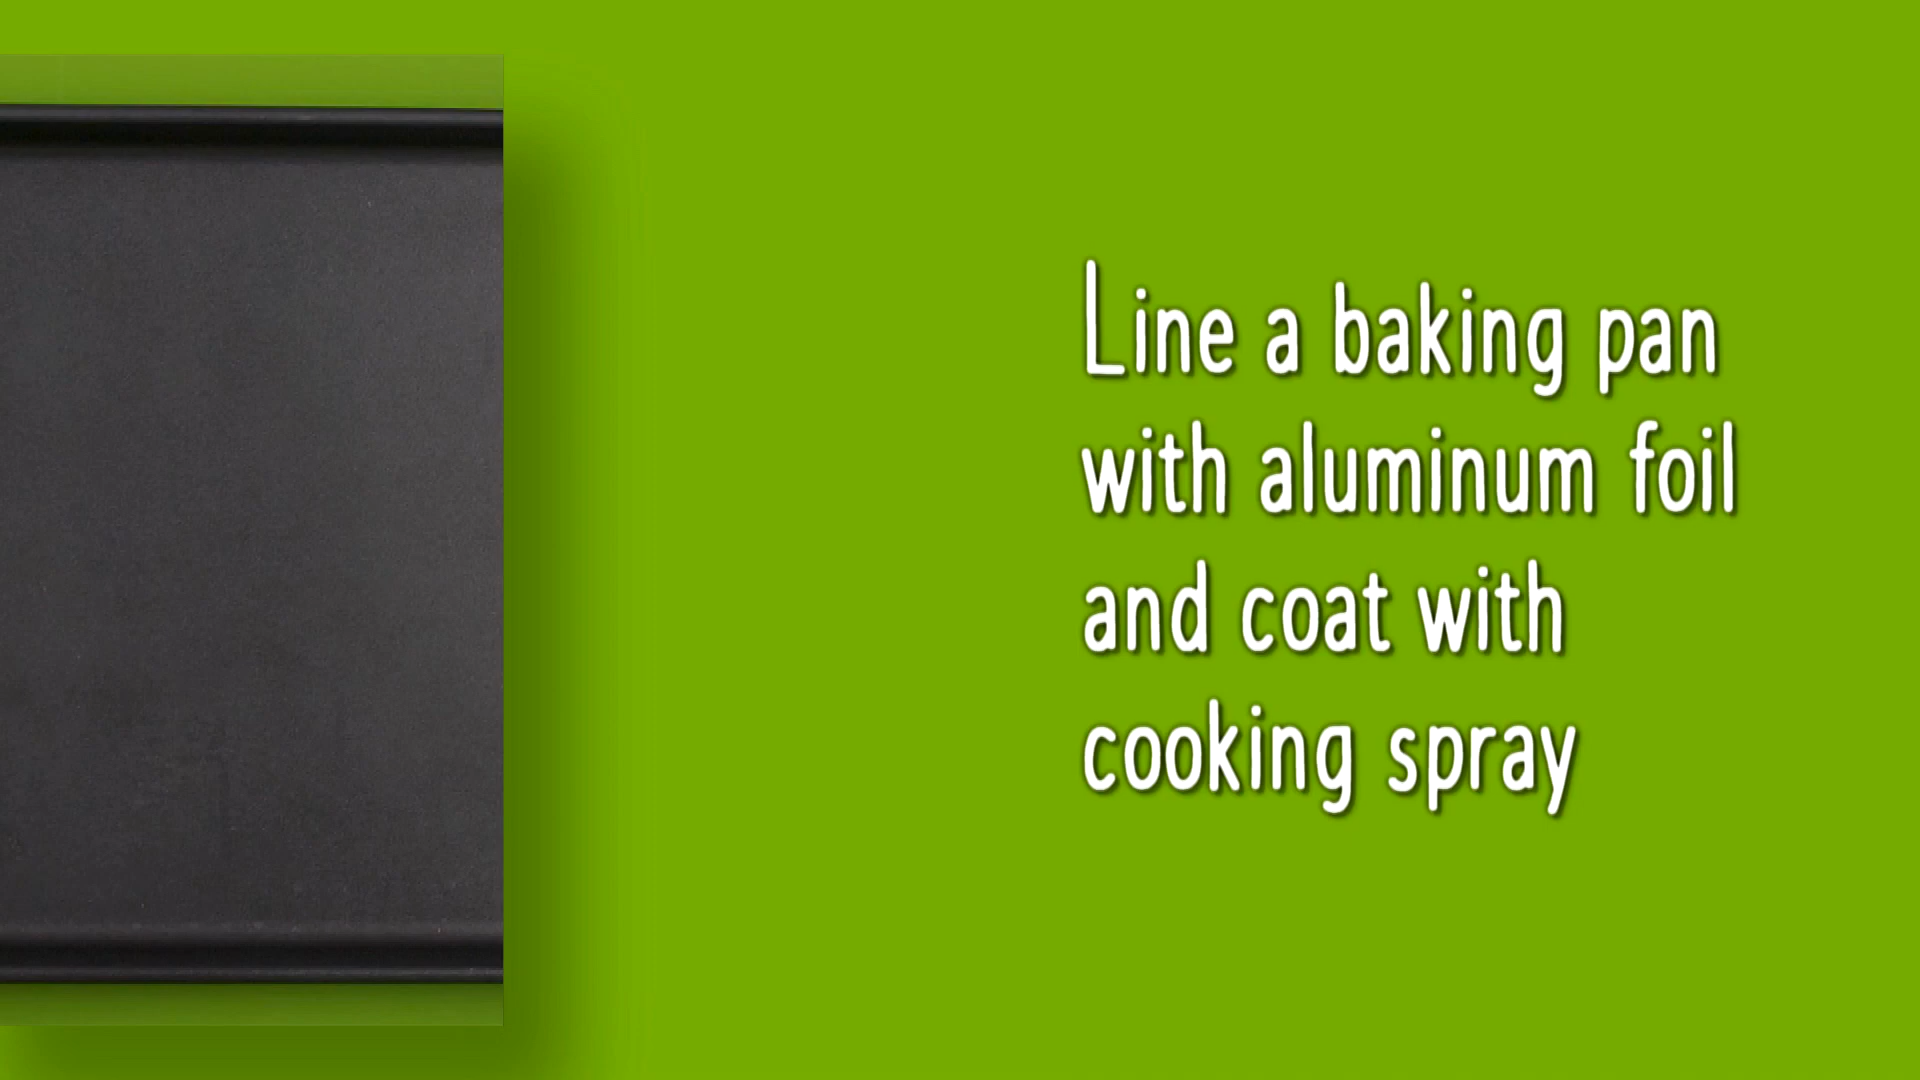 Line a baking pan
with aluminum foil
and coat with
cooking spray